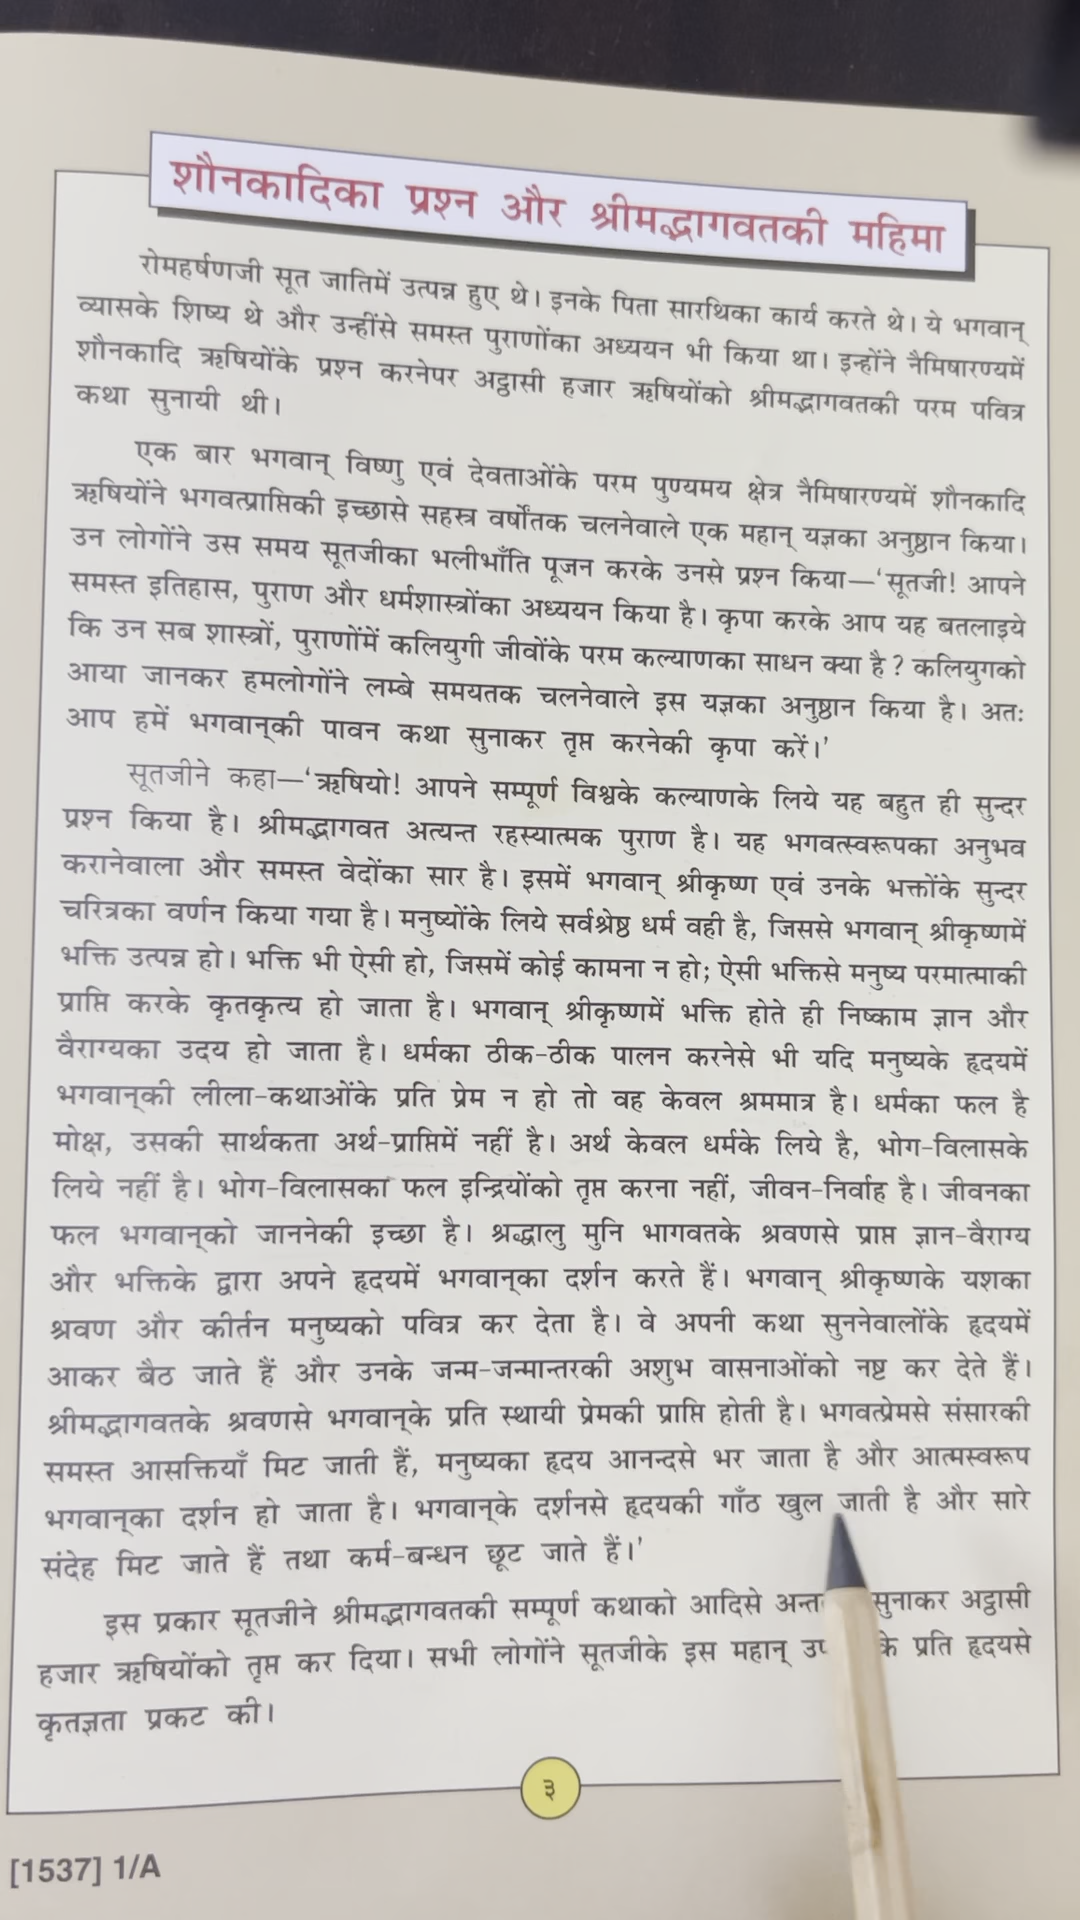 शौनकादिका प्रश्न और श्रीमद्भागवतकी महिमा
रोमहर्षणजी सूत जातिमें उत्पन्न हुए थे। इनके पिता सारथिका कार्य करते थे। ये भगवान्
व्यासके शिष्य थे और उन्हींसे समस्त पुराणोंका अध्ययन भी किया था। इन्होंने नैमिषारण्यमें
शौनकादि ऋषियोंके प्रश्न करनेपर अट्ठासी हजार ऋषियोंको श्रीमद्भागवतकी परम पवित्र
कथा सुनायी थी।
एक बार भगवान् विष्णु एवं देवताओंके परम पुण्यमय क्षेत्र नैमिषारण्यमें शौनकादि
ऋषियोंने भगवत्प्राप्तिकी इच्छासे सहस्त्र वर्षोंतक चलनेवाले एक महान् यज्ञका अनुष्ठान किया।
उन लोगोंने उस समय सूतजीका भलीभाँति पूजन करके उनसे प्रश्न किया—‘सूतजी! आपने
समस्त इतिहास, पुराण और धर्मशास्त्रोंका अध्ययन किया है। कृपा करके आप यह बतलाइये
कि उन सब शास्त्रों, पुराणोंमें कलियुगी जीवोंके परम कल्याणका साधन क्या है? कलियुगको
आया जानकर हमलोगोंने लम्बे समयतक चलनेवाले इस यज्ञका अनुष्ठान किया है। अतः
आप हमें भगवान्‌की पावन कथा सुनाकर तृप्त करनेकी कृपा करें।’
सूतजीने कहा—‘ऋषियो! आपने सम्पूर्ण विश्वके कल्याणके लिये यह बहुत ही सुन्दर
प्रश्न किया है। श्रीमद्भागवत अत्यन्त रहस्यात्मक पुराण है। यह भगवत्स्वरूपका अनुभव
करानेवाला और समस्त वेदोंका सार है। इसमें भगवान् श्रीकृष्ण एवं उनके भक्तोंके सुन्दर
चरित्रका वर्णन किया गया है। मनुष्योंके लिये सर्वश्रेष्ठ धर्म वही है, जिससे भगवान् श्रीकृष्णमें
भक्ति उत्पन्न हो। भक्ति भी ऐसी हो, जिसमें कोई कामना न हो; ऐसी भक्तिसे मनुष्य परमात्माकी
प्राप्ति करके कृतकृत्य हो जाता है। भगवान् श्रीकृष्णमें भक्ति होते ही निष्काम ज्ञान और
वैराग्यका उदय हो जाता है। धर्मका ठीक-ठीक पालन करनेसे भी यदि मनुष्यके हृदयमें
भगवान्‌की लीला-कथाओंके प्रति प्रेम न हो तो वह केवल श्रममात्र है। धर्मका फल है
मोक्ष, उसकी सार्थकता अर्थ-प्राप्तिमें नहीं है। अर्थ केवल धर्मके लिये है, भोग-विलासके
लिये नहीं है। भोग-विलासका फल इन्द्रियोंको तृप्त करना नहीं, जीवन-निर्वाह है। जीवनका
फल भगवान्‌को जाननेकी इच्छा है। श्रद्धालु मुनि भागवतके श्रवणसे प्राप्त ज्ञान-वैराग्य
और भक्तिके द्वारा अपने हृदयमें भगवान्‌का दर्शन करते हैं। भगवान् श्रीकृष्णके यशका
श्रवण और कीर्तन मनुष्यको पवित्र कर देता है। वे अपनी कथा सुननेवालोंके हृदयमें
आकर बैठ जाते हैं और उनके जन्म-जन्मान्तरकी अशुभ वासनाओंको नष्ट कर देते हैं।
श्रीमद्भागवतके श्रवणसे भगवान्‌के प्रति स्थायी प्रेमकी प्राप्ति होती है। भगवत्प्रेमसे संसारकी
समस्त आसक्तियाँ मिट जाती हैं, मनुष्यका हृदय आनन्दसे भर जाता है और आत्मस्वरूप
भगवान्‌का दर्शन हो जाता है। भगवान्‌के दर्शनसे हृदयकी गाँठ खुल जाती है और सारे
संदेह मिट जाते हैं तथा कर्म-बन्धन छूट जाते हैं।’
इस प्रकार सूतजीने श्रीमद्भागवतकी सम्पूर्ण कथाको आदिसे सुनाकर अट्ठासी
हजार ऋषियोंको तृप्त कर दिया। सभी लोगोंने सूतजीके इस महान् प्रति हृदयसे
कृतज्ञता प्रकट की।
३
[1537] 1/A